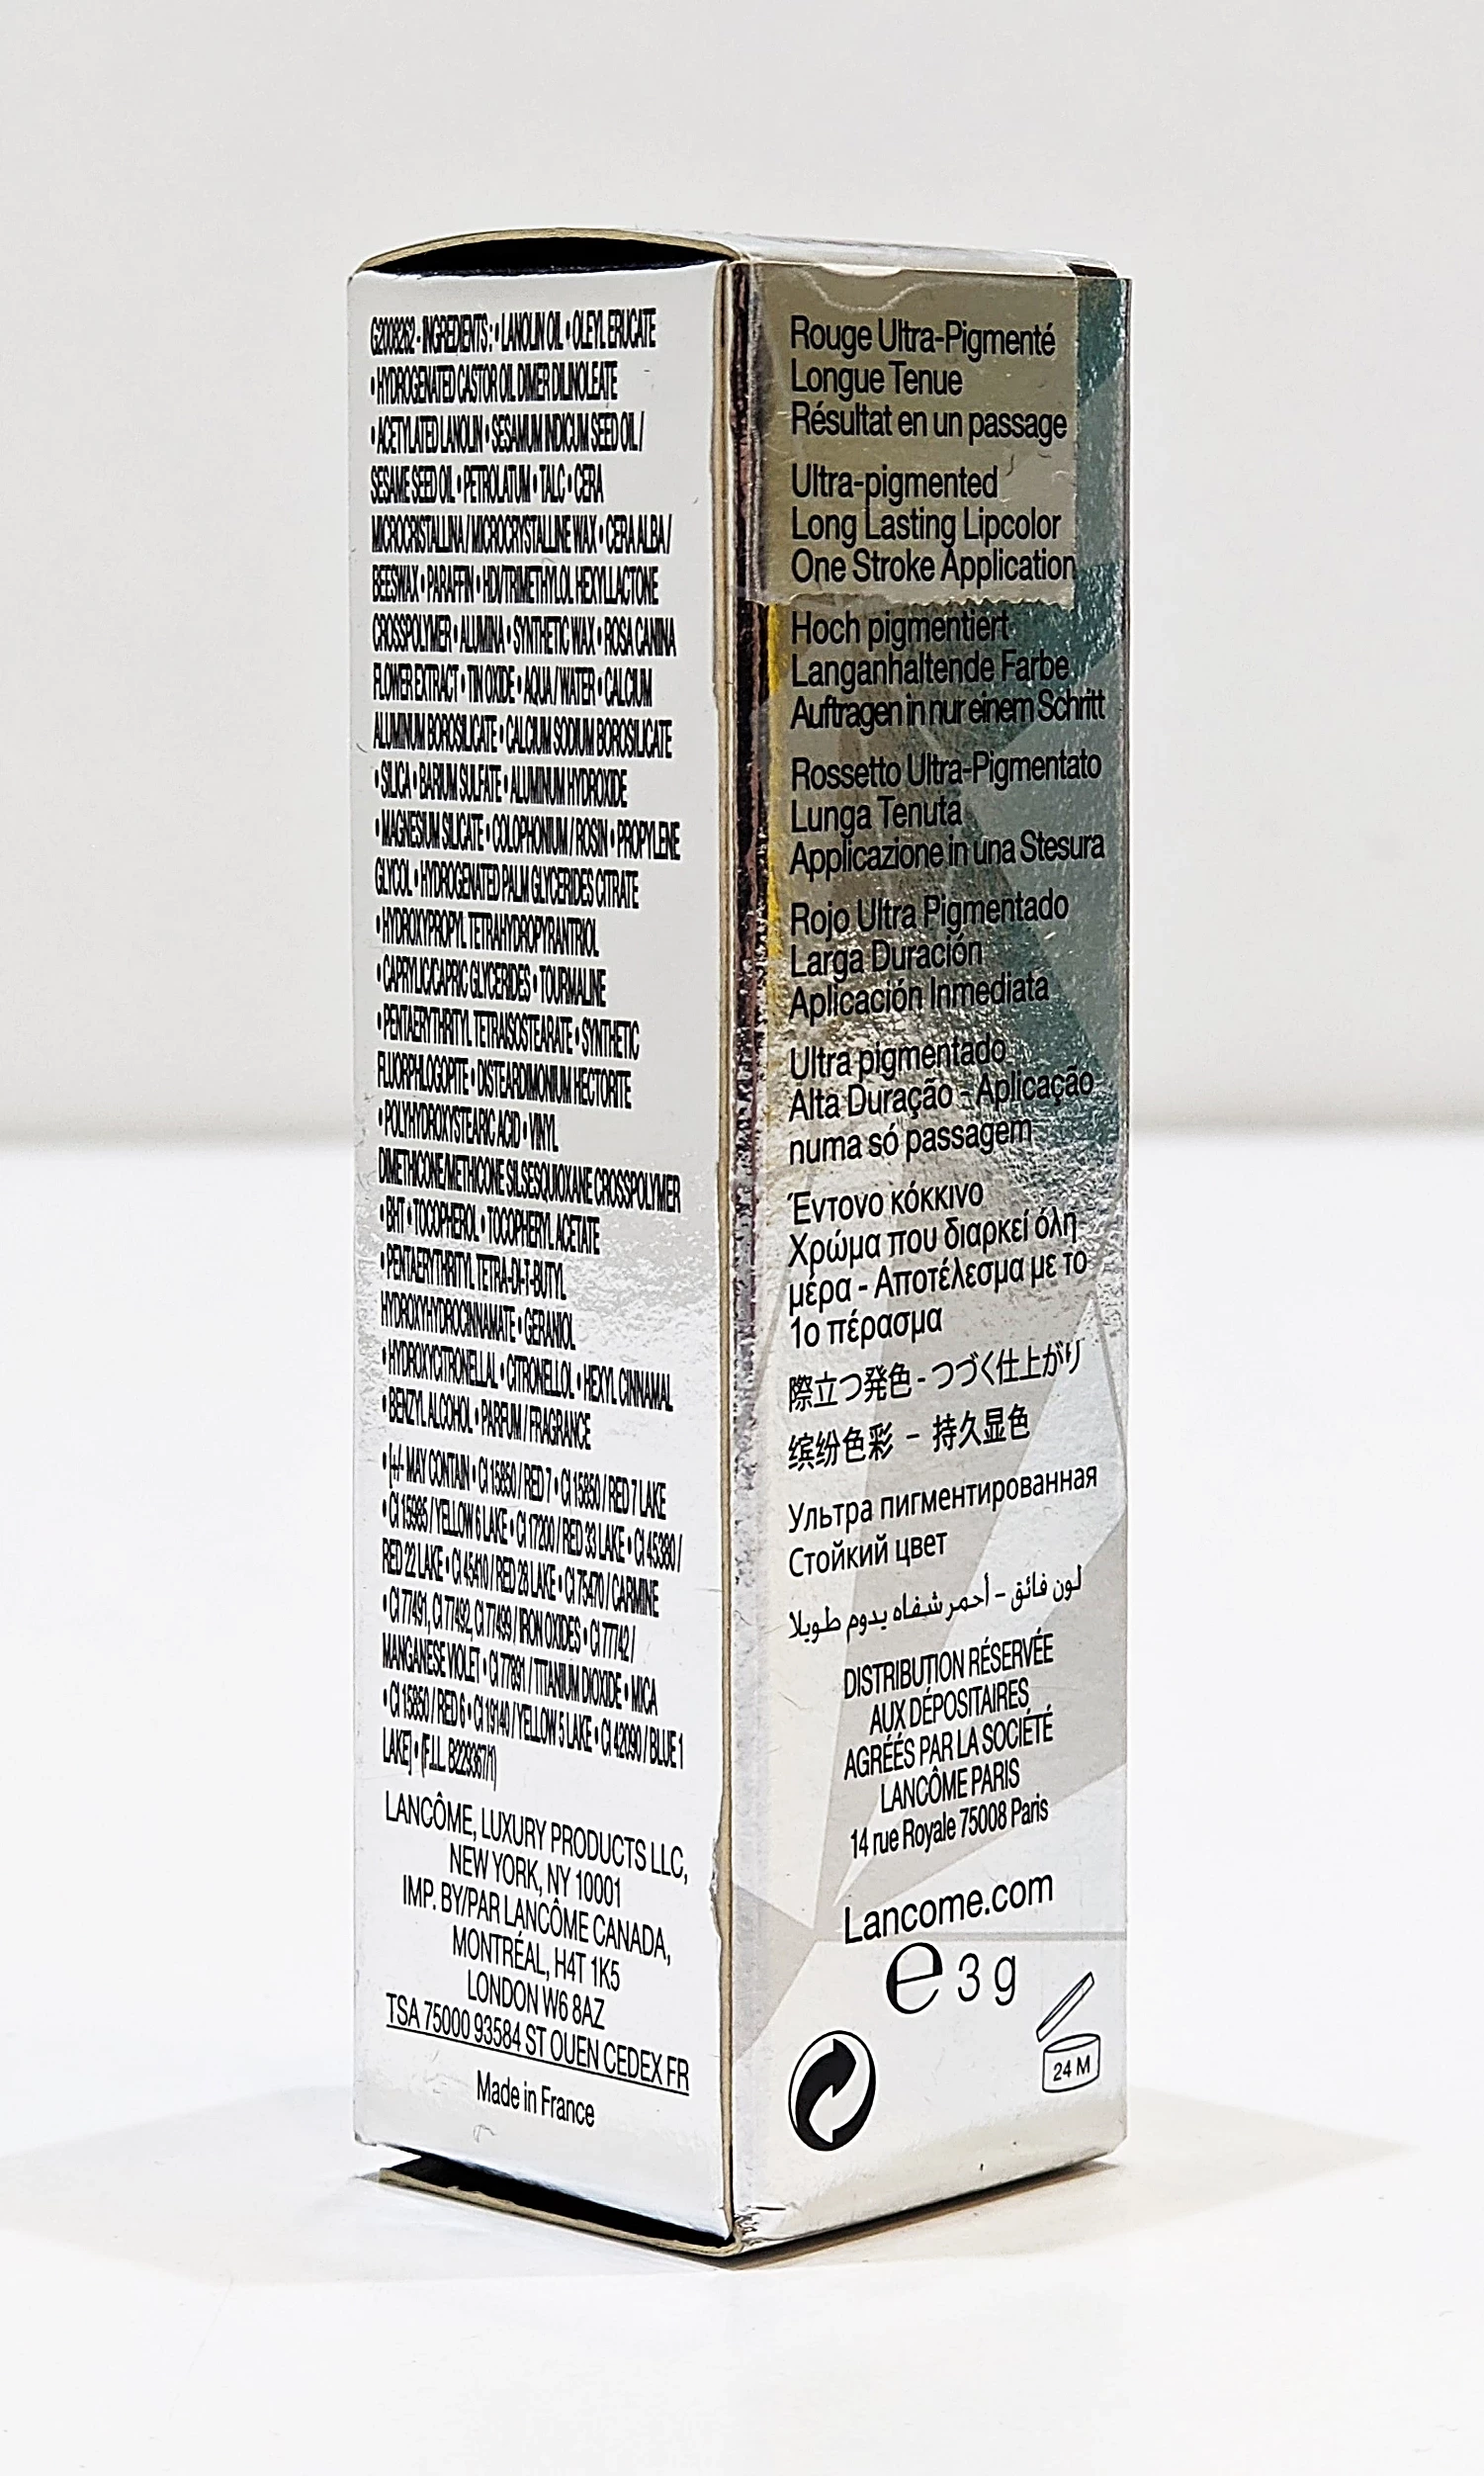 G2008262 - INGREDIENTS: • LANOLIN OIL • OLEYL ERUCATE
• HYDROGENATED CASTOR OIL DIMER DILINOLEATE
• ACETYLATED LANOLIN • SESAMUM INDICUM SEED OIL /
SESAME SEED OIL • PETROLATUM • TALC • CERA
MICROCRISTALLINA / MICROCRYSTALLINE WAX • CERA ALBA /
BEESWAX • PARAFFIN • HDI/TRIMETHYLOL HEXYLLACTONE
CROSSPOLYMER • ALUMINA • SYNTHETIC WAX • ROSA CANINA
FLOWER EXTRACT • TIN OXIDE • AQUA / WATER • CALCIUM
ALUMINUM BOROSILICATE • CALCIUM SODIUM BOROSILICATE
• SILICA • BARIUM SULFATE • ALUMINUM HYDROXIDE
• MAGNESIUM SILICATE • COLOPHONIUM / ROSIN • PROPYLENE
GLYCOL • HYDROGENATED PALM GLYCERIDES CITRATE
• HYDROXYPROPYL TETRAHYDROPYRANTRIOL
• CAPRYLIC/CAPRIC GLYCERIDES • TOURMALINE
• PENTAERYTHRITYL TETRAISOSTEARATE • SYNTHETIC
FLUORPHLOGOPITE • DISTEARDIMONIUM HECTORITE
• POLYHYDROXYSTEARIC ACID • VINYL
DIMETHICONE/METHICONE SILSESQUIOXANE CROSSPOLYMER
• BHT • TOCOPHEROL • TOCOPHERYL ACETATE
• PENTAERYTHRITYL TETRA-DI-T-BUTYL
HYDROXYHYDROCINNAMATE • GERANIOL
• HYDROXYCITRONELLAL • CITRONELLOL • HEXYL CINNAMAL
• BENZYL ALCOHOL • PARFUM / FRAGRANCE
• [+/- MAY CONTAIN • CI 15850 / RED 7 • CI 15850 / RED 7 LAKE
• CI 15985 / YELLOW 6 LAKE • CI 17200 / RED 33 LAKE • CI 45380 /
RED 22 LAKE • CI 45410 / RED 28 LAKE • CI 75470 / CARMINE
• CI 77491, CI 77492, CI 77499 / IRON OXIDES • CI 77742 /
MANGANESE VIOLET • CI 77891 / TITANIUM DIOXIDE • MICA
• CI 15850 / RED 6 • CI 19140 / YELLOW 5 LAKE • CI 42090 / BLUE 1
LAKE] • (F.I.L. B229367/1)
LANCÔME, LUXURY PRODUCTS LLC,
NEW YORK, NY 10001
IMP. BY/PAR LANCÔME CANADA,
MONTRÉAL, H4T 1K5
LONDON W6 8AZ
TSA 75000 93584 ST OUEN CEDEX FR
Made in France
Rouge Ultra-Pigmenté
Longue Tenue
Résultat en un passage
Ultra-pigmented
Long Lasting Lipcolor
One Stroke Application
Hoch pigmentiert
Langanhaltende Farbe
Auftragen in nur einem Schritt
Rossetto Ultra-Pigmentato
Lunga Tenuta
Applicazione in una Stesura
Rojo Ultra Pigmentado
Larga Duración
Aplicación Inmediata
Ultra pigmentado
Alta Duração - Aplicação
numa só passagem
Έντονο κόκκινο
Χρώμα που διαρκεί όλη
μέρα - Αποτέλεσμα με το
1ο πέρασμα
際立つ発色 - つづく仕上がり
缤纷色彩 - 持久显色
Ультра пигментированная
Стойкий цвет
لون فائق - أحمر شفاه يدوم طويلا
DISTRIBUTION RÉSERVÉE
AUX DÉPOSITAIRES
AGRÉÉS PAR LA SOCIÉTÉ
LANCÔME PARIS
14 rue Royale 75008 Paris
Lancome.com
e 3 g
24 M